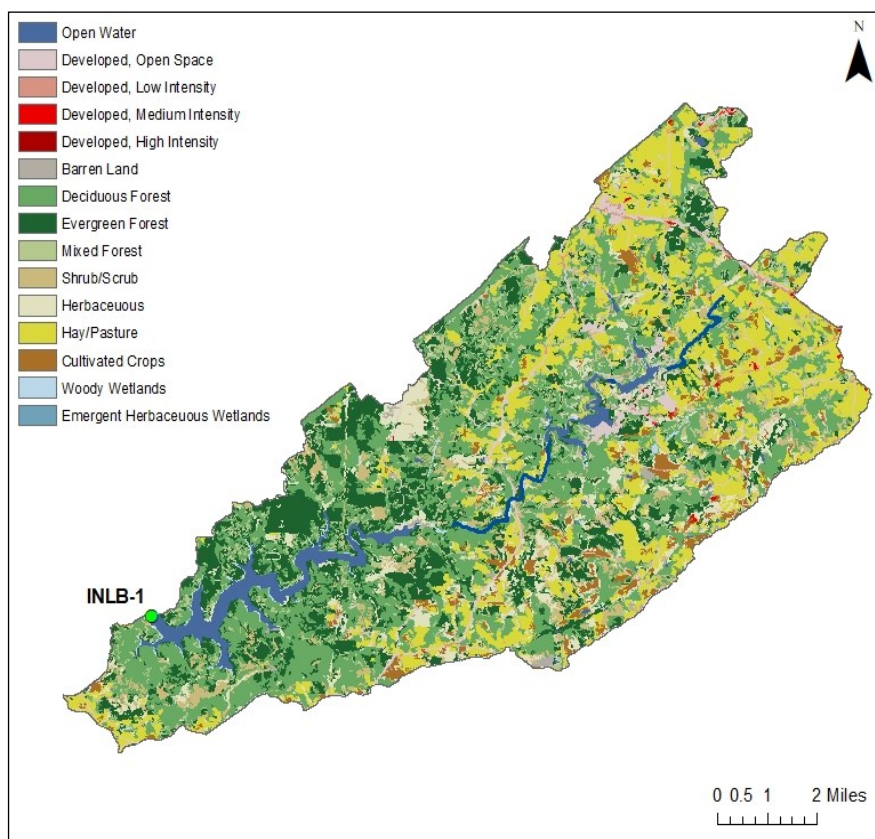 Open Water
Developed, Open Space
Developed, Low Intensity
Developed, Medium Intensity
Developed, High Intensity
Barren Land
Deciduous Forest
Evergreen Forest
Mixed Forest
Shrub/Scrub
Herbaceuous
Hay/Pasture
Cultivated Crops
Woody Wetlands
Emergent Herbaceuous Wetlands
N
INLB-1
0 0.5 1 2 Miles